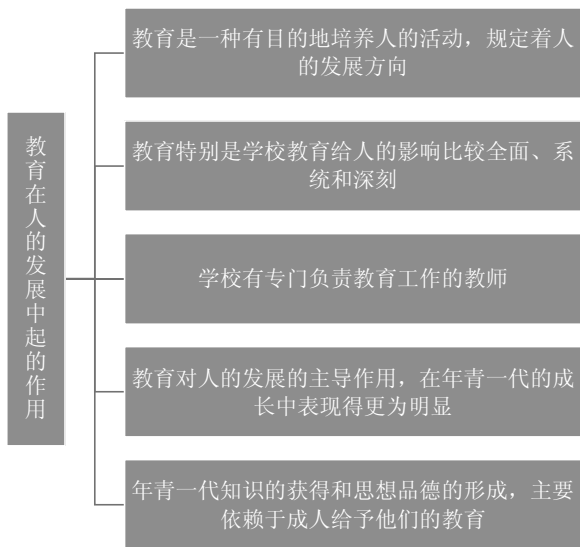 教育在人的发展中起的作用
教育是一种有目的地培养人的活动，规定着人
的发展方向
教育特别是学校教育给人的影响比较全面、系
统和深刻
学校有专门负责教育工作的教师
教育对人的发展的主导作用，在年青一代的成
长中表现得更为明显
年青一代知识的获得和思想品德的形成，主要
依赖于成人给予他们的教育